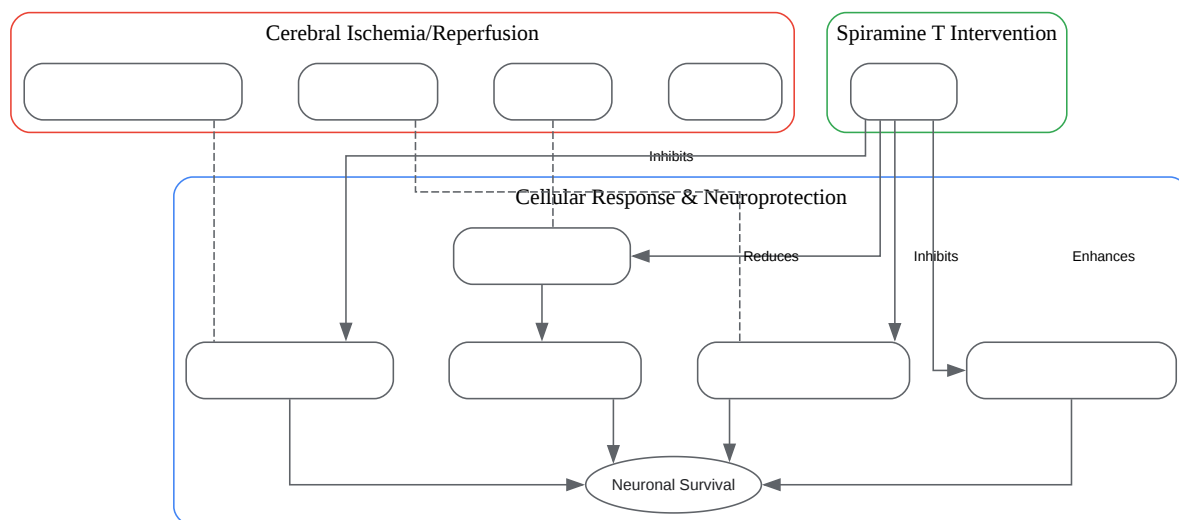 Cerebral Ischemia/Reperfusion
Spiramine T Intervention
Inhibits
Cellular Response & Neuroprotection
Reduces
Inhibits
Enhances
Neuronal Survival